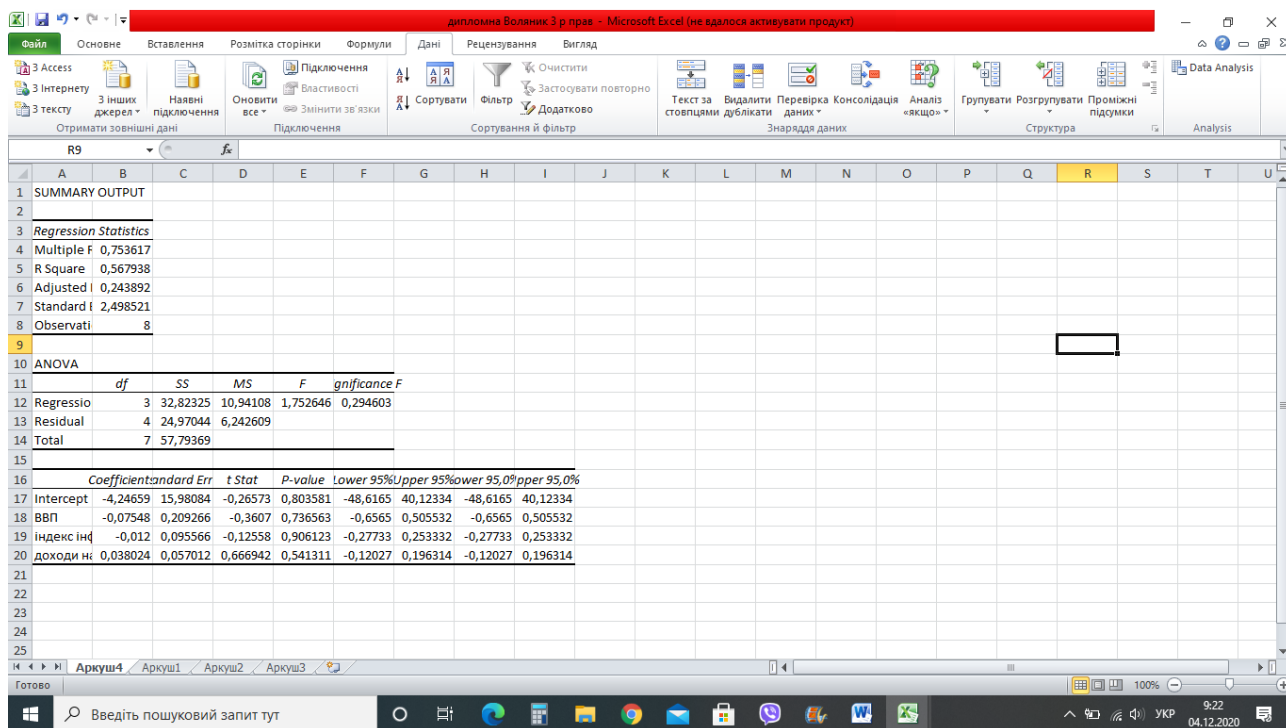 дипломна Воляник 3 р прав - Microsoft Excel (не вдалося активувати продукт)
Файл Основне Вставлення Розмітка сторінки Формули Дані Рецензування Вигляд
З Access
З Інтернету
З тексту
З інших джерел
Наявні підключення
Отримати зовнішні дані
Оновити все
Підключення
Властивості
Змінити зв'язки
Підключення
Сортувати
Фільтр
Очистити
Застосувати повторно
Додатково
Сортування й фільтр
Текст за стовпцями
Видалити дублікати
Перевірка даних
Консолідація
Аналіз «якщо»
Знаряддя даних
Групувати
Розгрупувати
Проміжні підсумки
Структура
Data Analysis
Analysis
R9 fx
A B C D E F G H I J K L M N O P Q R S T U
1 SUMMARY OUTPUT
2
3 Regression Statistics
4 Multiple F 0,753617
5 R Square 0,567938
6 Adjusted 0,243892
7 Standard E 2,498521
8 Observati 8
9
10 ANOVA
11 df SS MS F gnificance F
12 Regressio 3 32,82325 10,94108 1,752646 0,294603
13 Residual 4 24,97044 6,242609
14 Total 7 57,79369
15
16 Coefficients andard Err t Stat P-value Lower 95% Upper 95% ower 95,0% pper 95,0%
17 Intercept -4,24659 15,98084 -0,26573 0,803581 -48,6165 40,12334 -48,6165 40,12334
18 ВВП -0,07548 0,209266 -0,3607 0,736563 -0,6565 0,505532 -0,6565 0,505532
19 індекс інф -0,012 0,095566 -0,12558 0,906123 -0,27733 0,253332 -0,27733 0,253332
20 доходи на 0,038024 0,057012 0,666942 0,541311 -0,12027 0,196314 -0,12027 0,196314
21
22
23
24
25
Аркуш4 Аркуш1 Аркуш2 Аркуш3
Готово 100%
Введіть пошуковий запит тут
УКР
9:22
04.12.2020